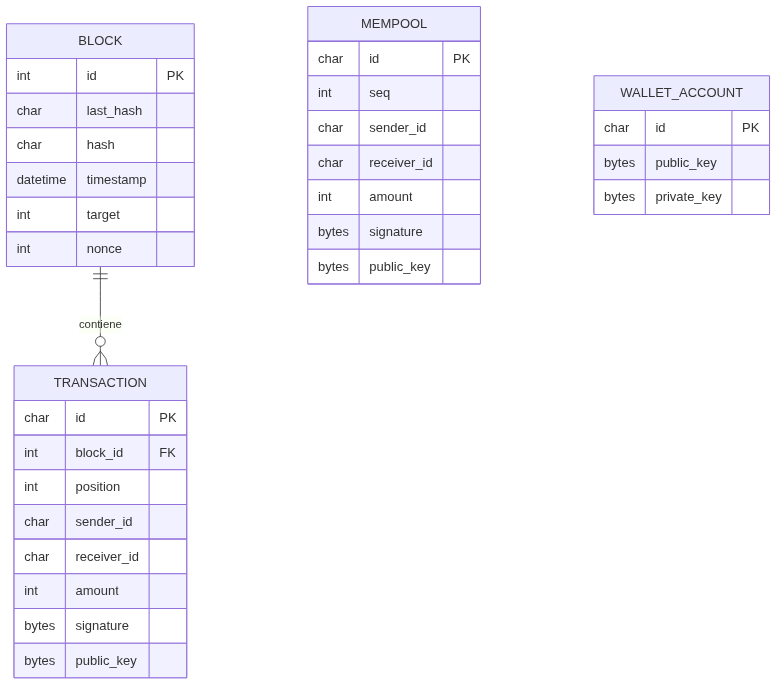 BLOCK
int id PK
char last_hash
char hash
datetime timestamp
int target
int nonce
contiene
TRANSACTION
char id PK
int block_id FK
int position
char sender_id
char receiver_id
int amount
bytes signature
bytes public_key
MEMPOOL
char id PK
int seq
char sender_id
char receiver_id
int amount
bytes signature
bytes public_key
WALLET_ACCOUNT
char id PK
bytes public_key
bytes private_key